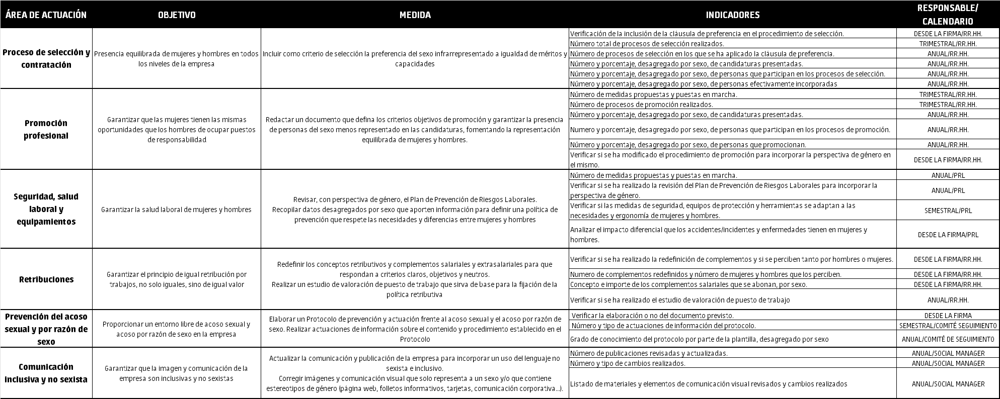 ÁREA DE ACTUACIÓN
OBJETIVO
MEDIDA
INDICADORES
RESPONSABLE/
CALENDARIO
Proceso de selección y
contratación
Presencia equilibrada de mujeres y hombres en todos
los niveles de la empresa
Incluir como criterio de selección la preferencia del sexo infrarrepresentado a igualdad de méritos y
capacidades
Verificación de la inclusión de la cláusula de preferencia en el procedimiento de selección.
DESDE LA FIRMA/RR.HH.
Número total de procesos de selección realizados.
TRIMESTRAL/RR.HH.
Número de procesos de selección en los que se ha aplicado la cláusula de preferencia.
ANUAL/RR.HH.
Número y porcentaje, desagregado por sexo, de candidaturas presentadas.
ANUAL/RR.HH.
Número y porcentaje, desagregado por sexo, de personas que participan en los procesos de selección.
ANUAL/RR.HH.
Número y porcentaje, desagregado por sexo, de personas efectivamente incorporadas
ANUAL/RR.HH.
Promoción
profesional
Garantizar que las mujeres tienen las mismas
oportunidades que los hombres de ocupar puestos
de responsabilidad
Redactar un documento que defina los criterios objetivos de promoción y garantizar la presencia
de personas del sexo menos representado en las candidaturas, fomentando la representación
equilibrada de mujeres y hombres.
Número de medidas propuestas y puestas en marcha.
TRIMESTRAL/RR.HH.
Número de procesos de promoción realizados.
TRIMESTRAL/RR.HH.
Número y porcentaje, desagregado por sexo, de candidaturas presentadas.
ANUAL/RR.HH.
Numero y porcentaje, desagregado por sexo, de personas que participan en los procesos de promoción.
ANUAL/RR.HH.
Número y porcentaje, desagregado por sexo, de personas que promocionan.
ANUAL/RR.HH.
Verificar si se ha modificado el procedimiento de promoción para incorporar la perspectiva de género en
el mismo.
DESDE LA FIRMA/RR.HH.
Seguridad, salud
laboral y
equipamientos
Garantizar la salud laboral de mujeres y hombres
Revisar, con perspectiva de género, el Plan de Prevención de Riesgos Laborales.
Recopilar datos desagregados por sexo que aporten información para definir una política de
prevención que respete las necesidades y diferencias entre mujeres y hombres
Número de medidas propuestas y puestas en marcha.
ANUAL/PRL
Verificar si se ha realizado la revisión del Plan de Prevención de Riesgos Laborales para incorporar la
perspectiva de género.
ANUAL/PRL
Verificar si las medidas de seguridad, equipos de protección y herramientas se adaptan a las
necesidades y ergonomía de mujeres y hombres.
SEMESTRAL/PRL
Analizar el impacto diferencial que los accidentes/incidentes y enfermedades tienen en mujeres y
hombres.
DESDE LA FIRMA/PRL
Retribuciones
Garantizar el principio de igual retribución por
trabajos, no solo iguales, sino de igual valor
Redefinir los conceptos retributivos y complementos salariales y extrasalariales para que
respondan a criterios claros, objetivos y neutros.
Realizar un estudio de valoración de puesto de trabajo que sirva de base para la fijación de la
política retributiva
Verificar si se ha realizado la redefinición de complementos y si se perciben tanto por hombres o mujeres.
DESDE LA FIRMA/RR.HH.
Numero de complementos redefinidos y número de mujeres y hombres que los perciben.
DESDE LA FIRMA/RR.HH.
Concepto e importe de los complementos salariales que se abonan, por sexo.
DESDE LA FIRMA/RR.HH.
Verificar si se ha realizado el estudio de valoración de puesto de trabajo
ANUAL/RR.HH.
Prevención del acoso
sexual y por razón de
sexo
Proporcionar un entorno libre de acoso sexual y
acoso por razón de sexo en la empresa
Elaborar un Protocolo de prevención y actuación frente al acoso sexual y el acoso por razón de
sexo. Realizar actuaciones de información sobre el contenido y procedimiento establecido en el
Protocolo
Verificar la elaboración o no del documento previsto.
DESDE LA FIRMA
Número y tipo de actuaciones de información del protocolo.
SEMESTRAL/COMITÉ SEGUIMIENTO
Grado de conocimiento del protocolo por parte de la plantilla, desagregado por sexo
ANUAL/COMITÉ DE SEGUIMIENTO
Comunicación
inclusiva y no sexista
Garantizar que la imagen y comunicación de la
empresa son inclusivas y no sexistas
Actualizar la comunicación y publicación de la empresa para incorporar un uso del lenguaje no
sexista e inclusivo.
Corregir imágenes y comunicación visual que solo representa a un sexo y/o que contiene
estereotipos de género (página web, folletos informativos, tarjetas, comunicación corporativa...).
Número de publicaciones revisadas y actualizadas.
ANUAL/SOCIAL MANAGER
Número y tipo de cambios realizados.
ANUAL/SOCIAL MANAGER
Listado de materiales y elementos de comunicación visual revisados y cambios realizados
ANUAL/SOCIAL MANAGER